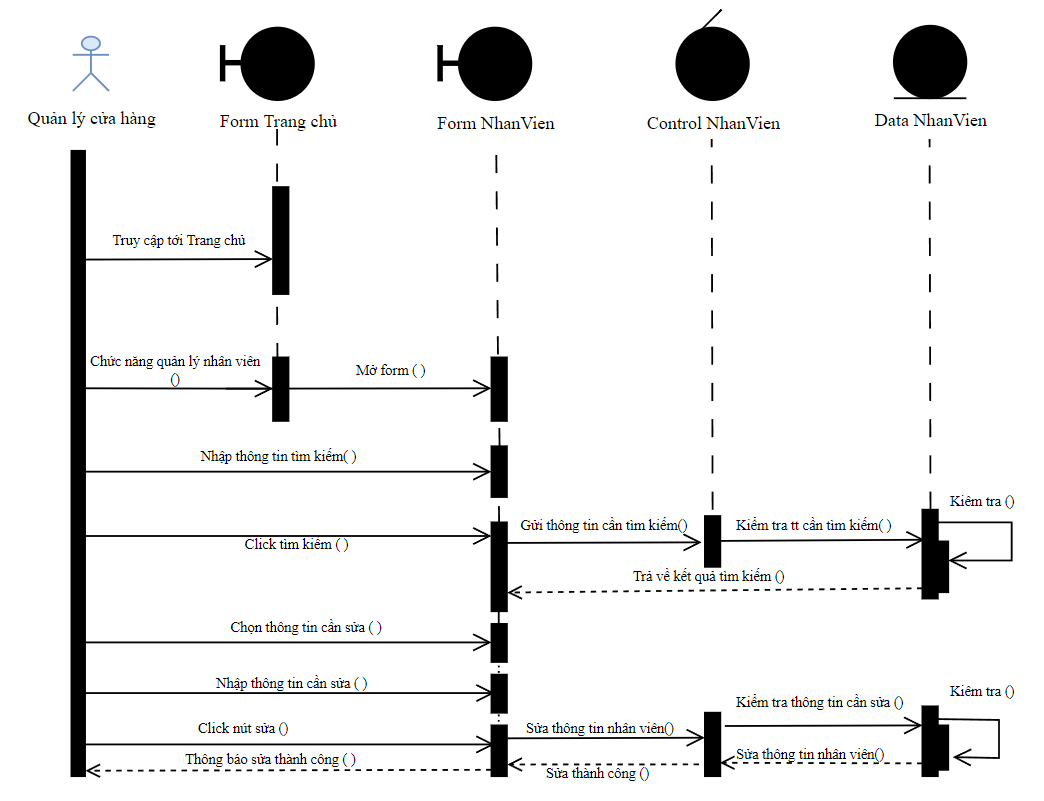 Quản lý cửa hàng
Form Trang chủ
Form NhanVien
Control NhanVien
Data NhanVien
Truy cập tới Trang chủ
Chức năng quản lý nhân viên
()
Mở form ( )
Nhập thông tin tìm kiếm( )
Click tìm kiếm ( )
Gửi thông tin cần tìm kiếm()
Kiểm tra tt cần tìm kiếm( )
Kiêm tra ()
Trả về kết quả tìm kiếm ()
Chọn thông tin cần sửa ( )
Nhập thông tin cần sửa ( )
Click nút sửa ()
Sửa thông tin nhân viên()
Kiểm tra thông tin cần sửa ()
Kiêm tra ()
Sửa thông tin nhân viên()
Sửa thành công ()
Thông báo sửa thành công ( )